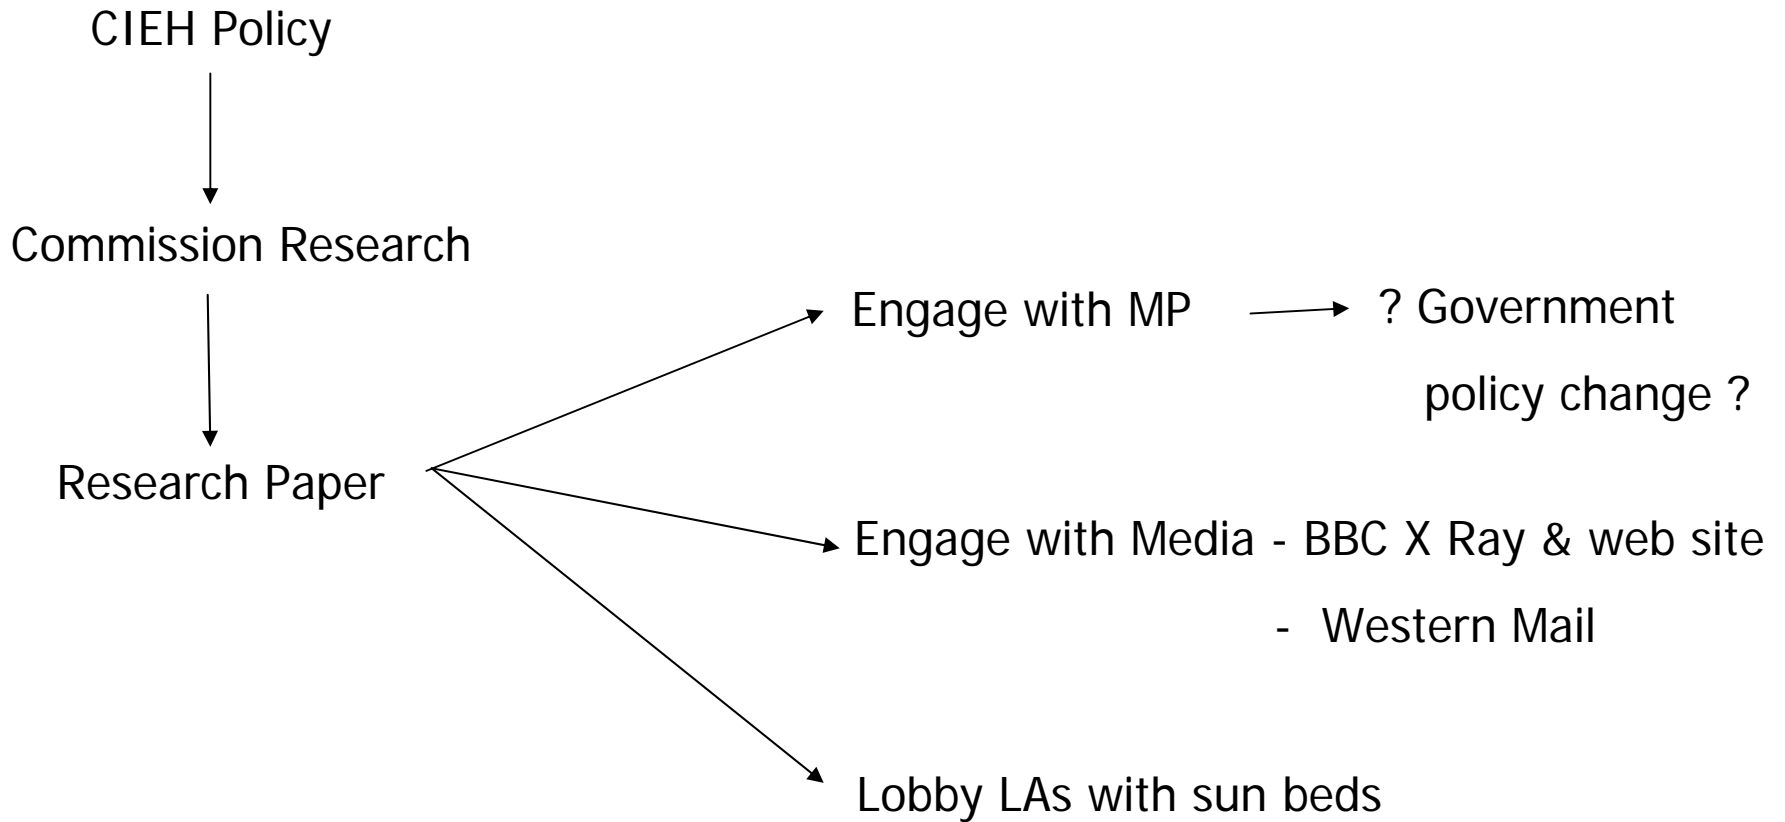 CIEH Policy
Commission Research
Research Paper
Engage with MP
? Government
policy change ?
Engage with Media - BBC X Ray & web site
- Western Mail
Lobby LAs with sun beds